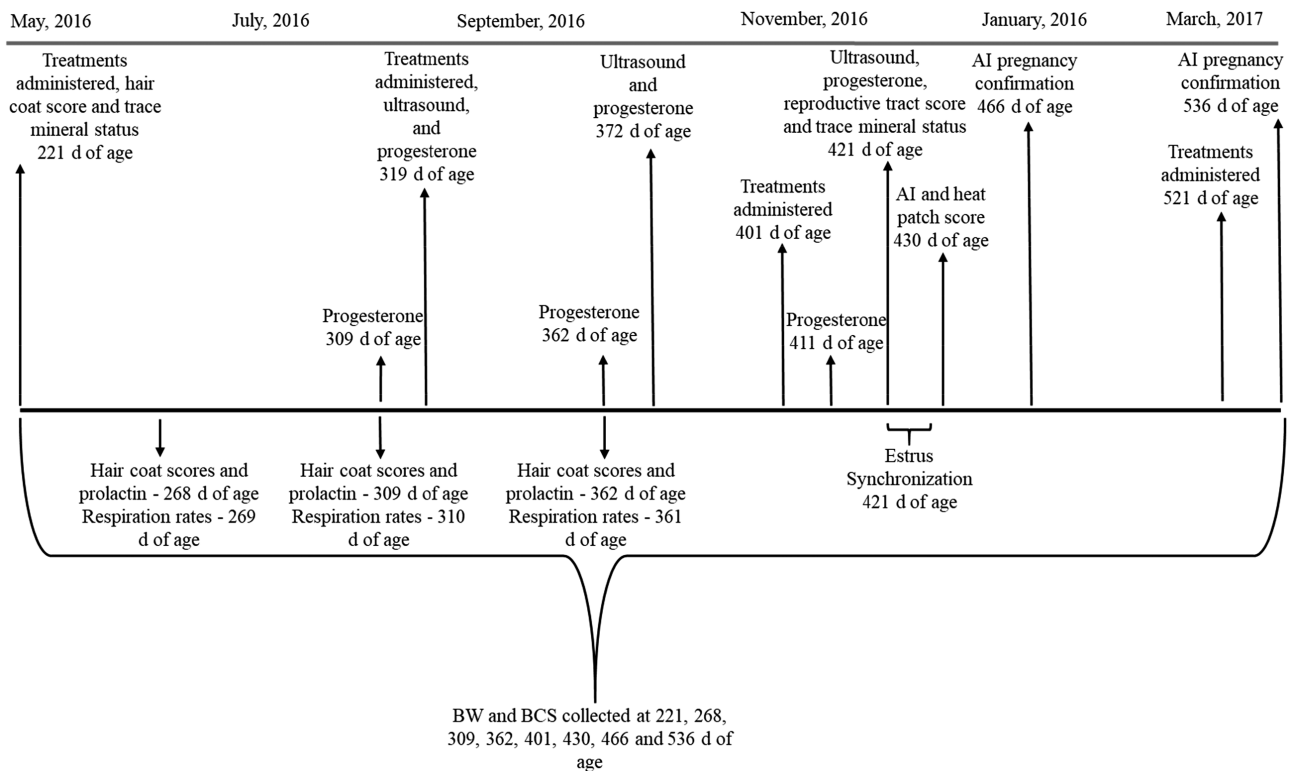 May, 2016
July, 2016
September, 2016
November, 2016
January, 2016
March, 2017
Treatments
administered, hair
coat score and trace
mineral status
221 d of age
Treatments
administered,
ultrasound,
and
progesterone
319 d of age
Ultrasound
and
progesterone
372 d of age
Ultrasound,
progesterone,
reproductive tract score
and trace mineral status
421 d of age
AI pregnancy
confirmation
466 d of age
AI pregnancy
confirmation
536 d of age
Treatments
administered
521 d of age
Treatments
administered
401 d of age
AI and heat
patch score
430 d of age
Progesterone
309 d of age
Progesterone
362 d of age
Progesterone
411 d of age
Hair coat scores and
prolactin - 268 d of age
Respiration rates - 269
d of age
Hair coat scores and
prolactin - 309 d of age
Respiration rates - 310
d of age
Hair coat scores and
prolactin - 362 d of age
Respiration rates - 361
d of age
Estrus
Synchronization
421 d of age
BW and BCS collected at 221, 268,
309, 362, 401, 430, 466 and 536 d of
age